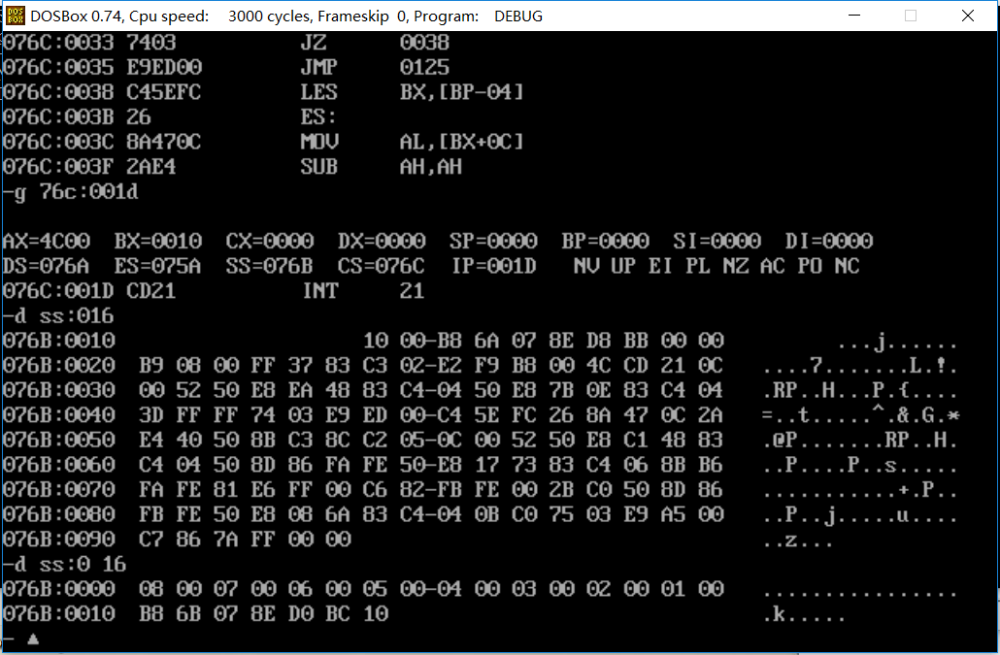 DOSBox 0.74, Cpu speed: 3000 cycles, Frameskip 0, Program: DEBUG
076C:0033 7403 JZ 0038
076C:0035 E9ED00 JMP 0125
076C:0038 C45EFC LES BX,[BP-04]
076C:003B 26 ES:
076C:003C 8A470C MOV AL,[BX+0C]
076C:003F 2AE4 SUB AH,AH
-g 76c:001d
AX=4C00 BX=0010 CX=0000 DX=0000 SP=0000 BP=0000 SI=0000 DI=0000
DS=076A ES=075A SS=076B CS=076C IP=001D NV UP EI PL NZ AC PO NC
076C:001D CD21 INT 21
-d ss:016
076B:0010 10 00-B8 6A 07 8E D8 BB 00 00 ...j......
076B:0020 B9 08 00 FF 37 83 C3 02-E2 F9 B8 00 4C CD 21 0C ....7.......L.!.
076B:0030 00 52 50 E8 EA 48 83 C4-04 50 E8 7B 0E 83 C4 04 .RP..H...P.{....
076B:0040 3D FF FF 74 03 E9 ED 00-C4 5E FC 26 8A 47 0C 2A =..t.....^.&.G.*
076B:0050 E4 40 50 8B C3 8C C2 05-0C 00 52 50 E8 C1 48 83 .@P.......RP..H.
076B:0060 C4 04 50 8D 86 FA FE 50-E8 17 73 83 C4 06 8B B6 ..P....P..s.....
076B:0070 FA FE 81 E6 FF 00 C6 82-FB FE 00 2B C0 50 8D 86 ...........+.P..
076B:0080 FB FE 50 E8 08 6A 83 C4-04 0B C0 75 03 E9 A5 00 ..P..j.....u....
076B:0090 C7 86 7A FF 00 00 ..z...
-d ss:0 16
076B:0000 08 00 07 00 06 00 05 00-04 00 03 00 02 00 01 00 ................
076B:0010 B8 6B 07 8E D0 BC 10 .k.....
-